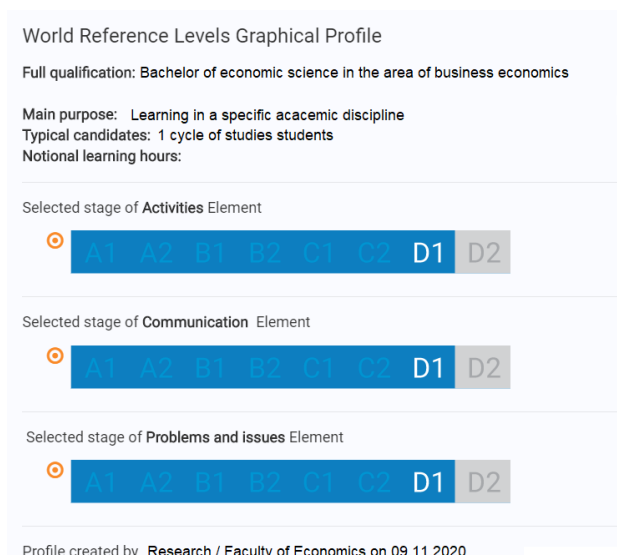 World Reference Levels Graphical Profile
Full qualification: Bachelor of economic science in the area of business economics
Main purpose: Learning in a specific acacemic discipline
Typical candidates: 1 cycle of studies students
Notional learning hours:
Selected stage of Activities Element
A1 A2 B1 B2 C1 C2 D1 D2
Selected stage of Communication Element
A1 A2 B1 B2 C1 C2 D1 D2
Selected stage of Problems and issues Element
A1 A2 B1 B2 C1 C2 D1 D2
Profile created by Research / Faculty of Economics on 09.11.2020.